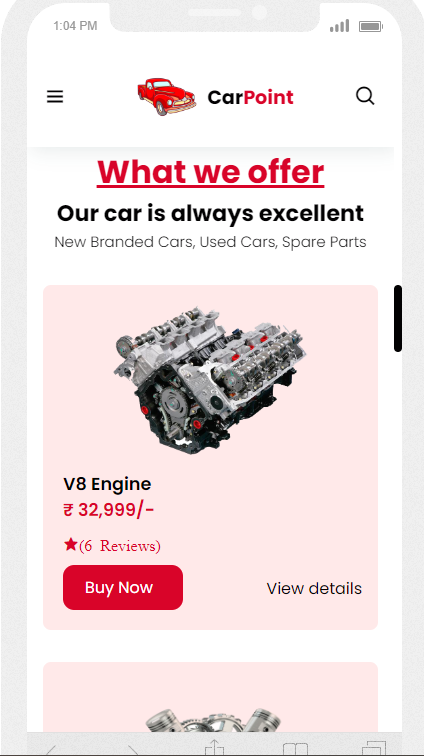 1:04 PM
CarPoint
What we offer
Our car is always excellent
New Branded Cars, Used Cars, Spare Parts
V8 Engine
₹ 32,999/-
(6 Reviews)
Buy Now
View details